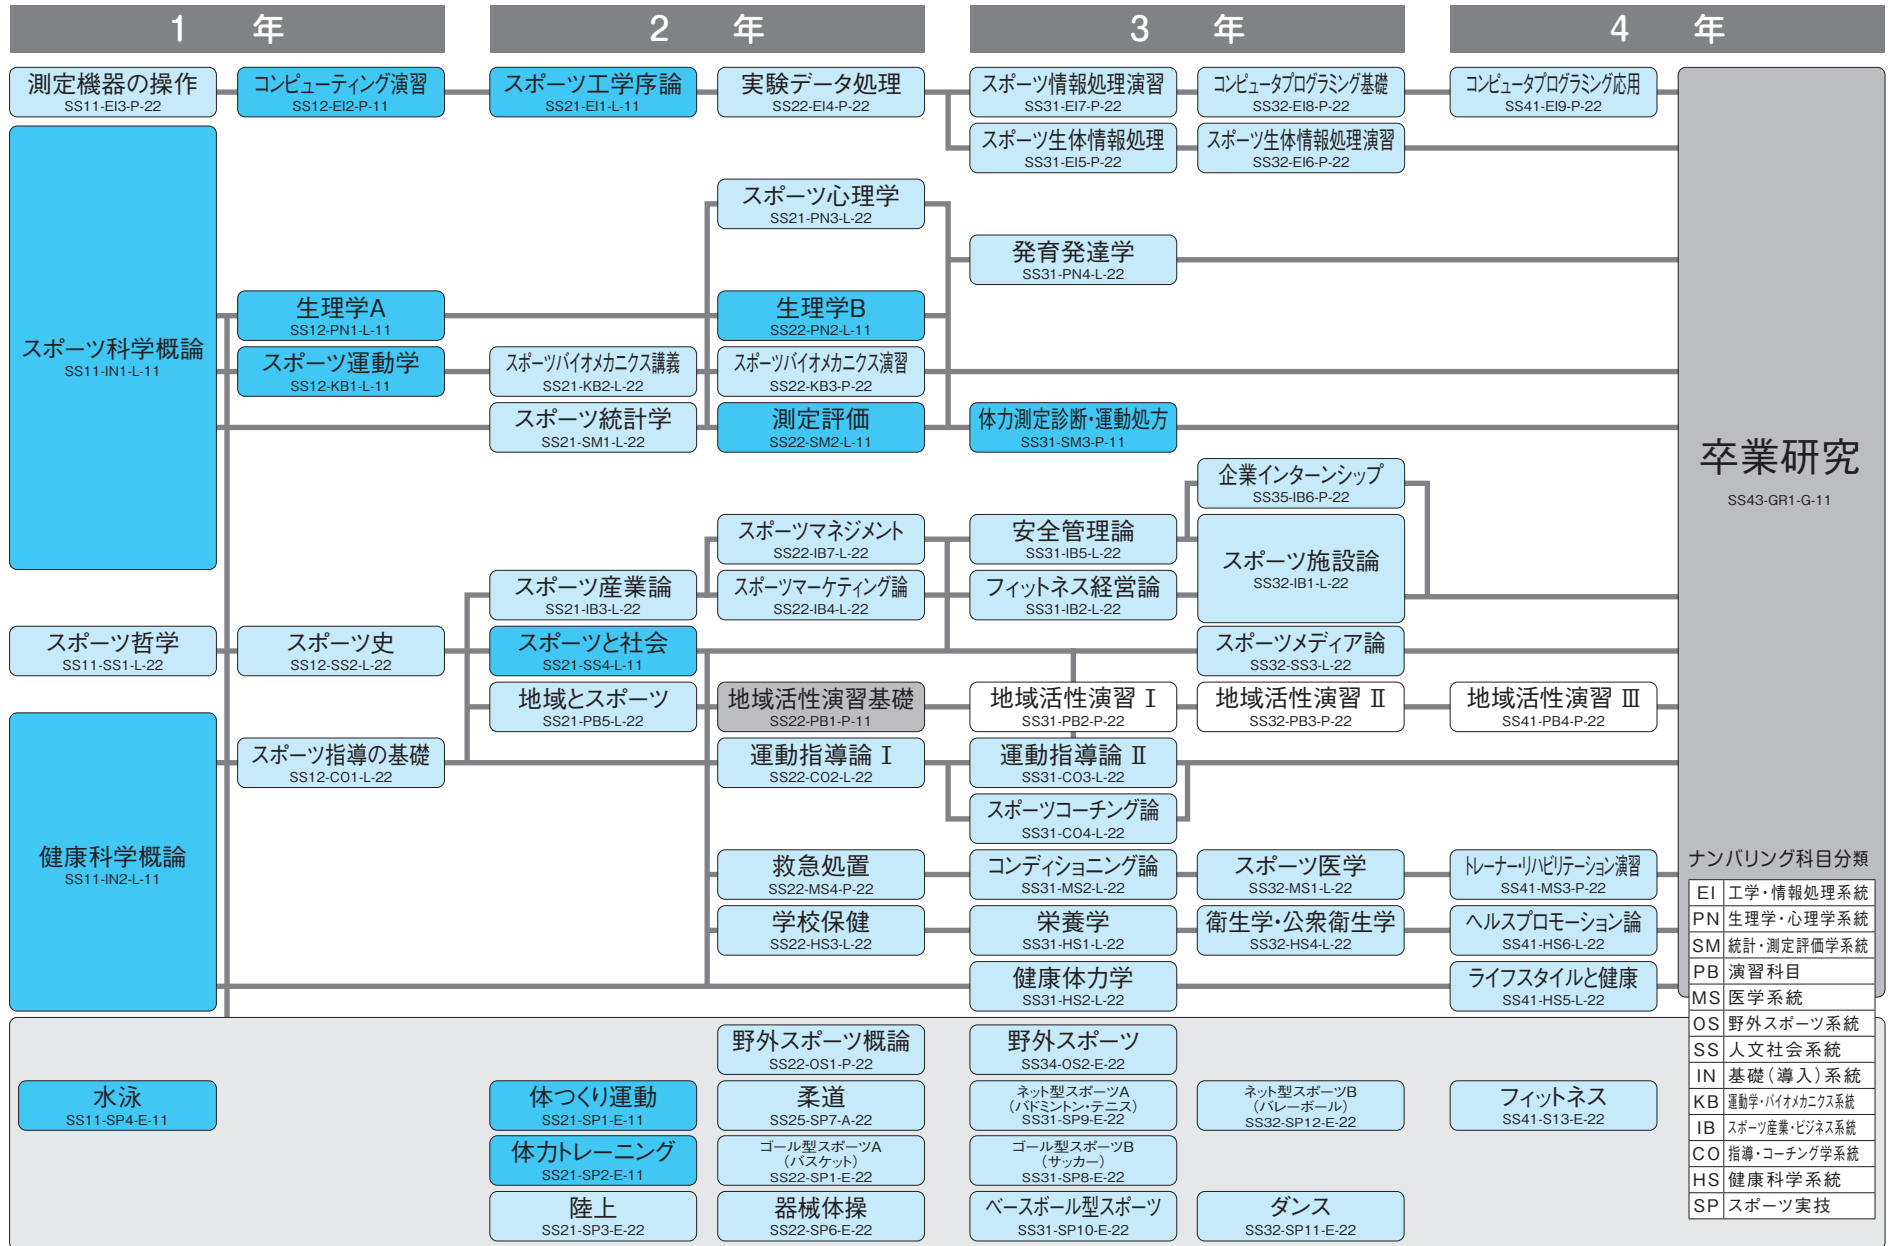 1 年
2 年
3 年
4 年
測定機器の操作
SS11-EI3-P-22
コンピューティング演習
SS12-EI2-P-11
スポーツ工学序論
SS21-EI1-L-11
実験データ処理
SS22-EI4-P-22
スポーツ情報処理演習
SS31-EI7-P-22
コンピュータプログラミング基礎
SS32-EI8-P-22
コンピュータプログラミング応用
SS41-EI9-P-22
スポーツ生体情報処理
SS31-EI5-P-22
スポーツ生体情報処理演習
SS32-EI6-P-22
スポーツ科学概論
SS11-IN1-L-11
スポーツ心理学
SS21-PN3-L-22
発育発達学
SS31-PN4-L-22
生理学A
SS12-PN1-L-11
生理学B
SS22-PN2-L-11
スポーツ運動学
SS12-KB1-L-11
スポーツバイオメカニクス講義
SS21-KB2-L-22
スポーツバイオメカニクス演習
SS22-KB3-P-22
スポーツ統計学
SS21-SM1-L-22
測定評価
SS22-SM2-L-11
体力測定診断・運動処方
SS31-SM3-P-11
卒業研究
SS43-GR1-G-11
企業インターンシップ
SS35-IB6-P-22
スポーツマネジメント
SS22-IB7-L-22
安全管理論
SS31-IB5-L-22
スポーツ施設論
SS32-IB1-L-22
スポーツ産業論
SS21-IB3-L-22
スポーツマーケティング論
SS22-IB4-L-22
フィットネス経営論
SS31-IB2-L-22
スポーツ哲学
SS11-SS1-L-22
スポーツ史
SS12-SS2-L-22
スポーツと社会
SS21-SS4-L-11
スポーツメディア論
SS32-SS3-L-22
地域とスポーツ
SS21-PB5-L-22
地域活性演習基礎
SS22-PB1-P-11
地域活性演習 Ⅰ
SS31-PB2-P-22
地域活性演習 Ⅱ
SS32-PB3-P-22
地域活性演習 Ⅲ
SS41-PB4-P-22
健康科学概論
SS11-IN2-L-11
スポーツ指導の基礎
SS12-CO1-L-22
運動指導論 Ⅰ
SS22-CO2-L-22
運動指導論 Ⅱ
SS31-CO3-L-22
スポーツコーチング論
SS31-CO4-L-22
救急処置
SS22-MS4-P-22
コンディショニング論
SS31-MS2-L-22
スポーツ医学
SS32-MS1-L-22
トレーナー・リハビリテーション演習
SS41-MS3-P-22
学校保健
SS22-HS3-L-22
栄養学
SS31-HS1-L-22
衛生学・公衆衛生学
SS32-HS4-L-22
ヘルスプロモーション論
SS41-HS6-L-22
健康体力学
SS31-HS2-L-22
ライフスタイルと健康
SS41-HS5-L-22
野外スポーツ概論
SS22-OS1-P-22
野外スポーツ
SS34-OS2-E-22
水泳
SS11-SP4-E-11
体つくり運動
SS21-SP1-E-11
柔道
SS25-SP7-A-22
ネット型スポーツA
(バドミントン・テニス)
SS31-SP9-E-22
ネット型スポーツB
(バレーボール)
SS32-SP12-E-22
フィットネス
SS41-S13-E-22
体力トレーニング
SS21-SP2-E-11
ゴール型スポーツA
(バスケット)
SS22-SP1-E-22
ゴール型スポーツB
(サッカー)
SS31-SP8-E-22
陸上
SS21-SP3-E-22
器械体操
SS22-SP6-E-22
ベースボール型スポーツ
SS31-SP10-E-22
ダンス
SS32-SP11-E-22
ナンバリング科目分類
EI 工学・情報処理系統
PN 生理学・心理学系統
SM 統計・測定評価学系統
PB 演習科目
MS 医学系統
OS 野外スポーツ系統
SS 人文社会系統
IN 基礎(導入)系統
KB 運動学・バイオメカニクス系統
IB スポーツ産業・ビジネス系統
CO 指導・コーチング学系統
HS 健康科学系統
SP スポーツ実技